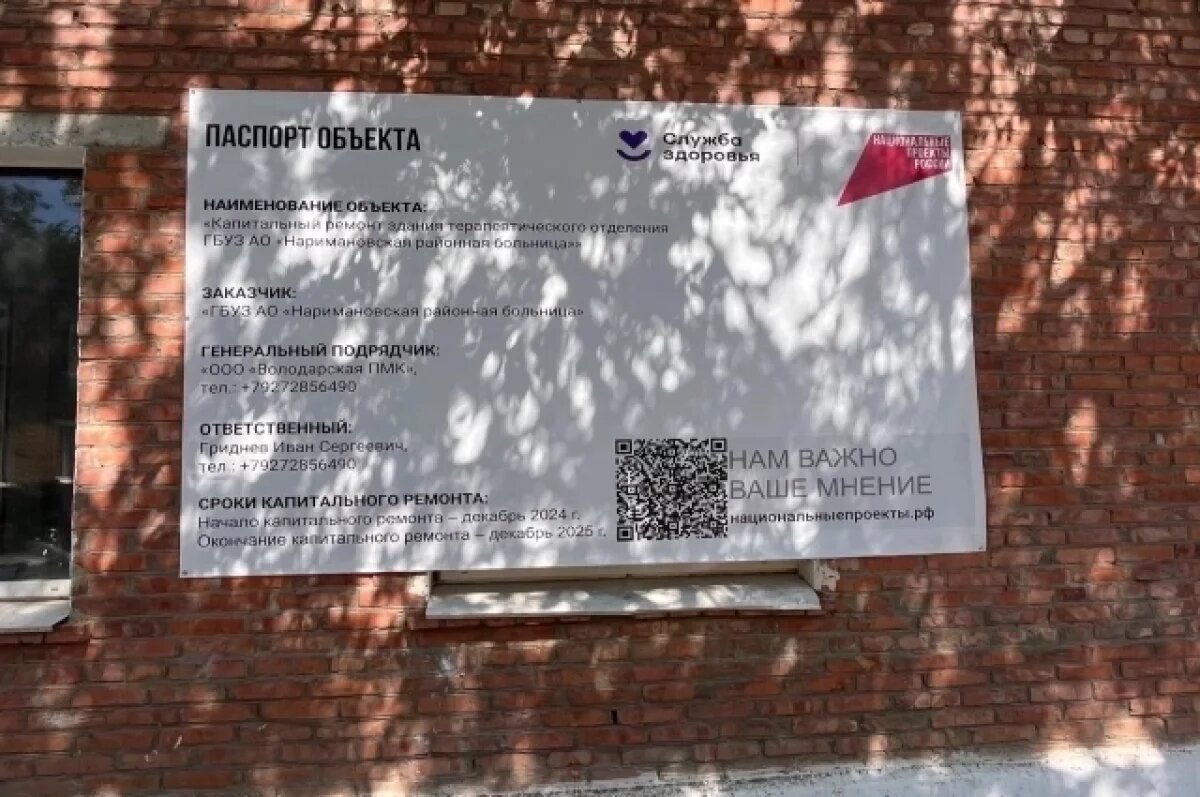 ПАСПОРТ ОБЪЕКТА
Служба
здоровья
НАЦИОНАЛЬНЫЕ
ПРОЕКТЫ
РОССИИ
НАИМЕНОВАНИЕ ОБЪЕКТА:
«Капитальный ремонт здания терапевтического отделения
ГБУЗ АО «Наримановская районная больница»»
ЗАКАЗЧИК:
«ГБУЗ АО «Наримановская районная больница»
ГЕНЕРАЛЬНЫЙ ПОДРЯДЧИК:
«ООО «Володарская ПМК»,
тел.: +79272856490
ОТВЕТСТВЕННЫЙ:
Гриднев Иван Сергеевич,
тел.: +79272856490
СРОКИ КАПИТАЛЬНОГО РЕМОНТА:
Начало капитального ремонта – декабрь 2024 г.
Окончание капитального ремонта – декабрь 2025 г.
НАМ ВАЖНО
ВАШЕ МНЕНИЕ
национальныепроекты.рф